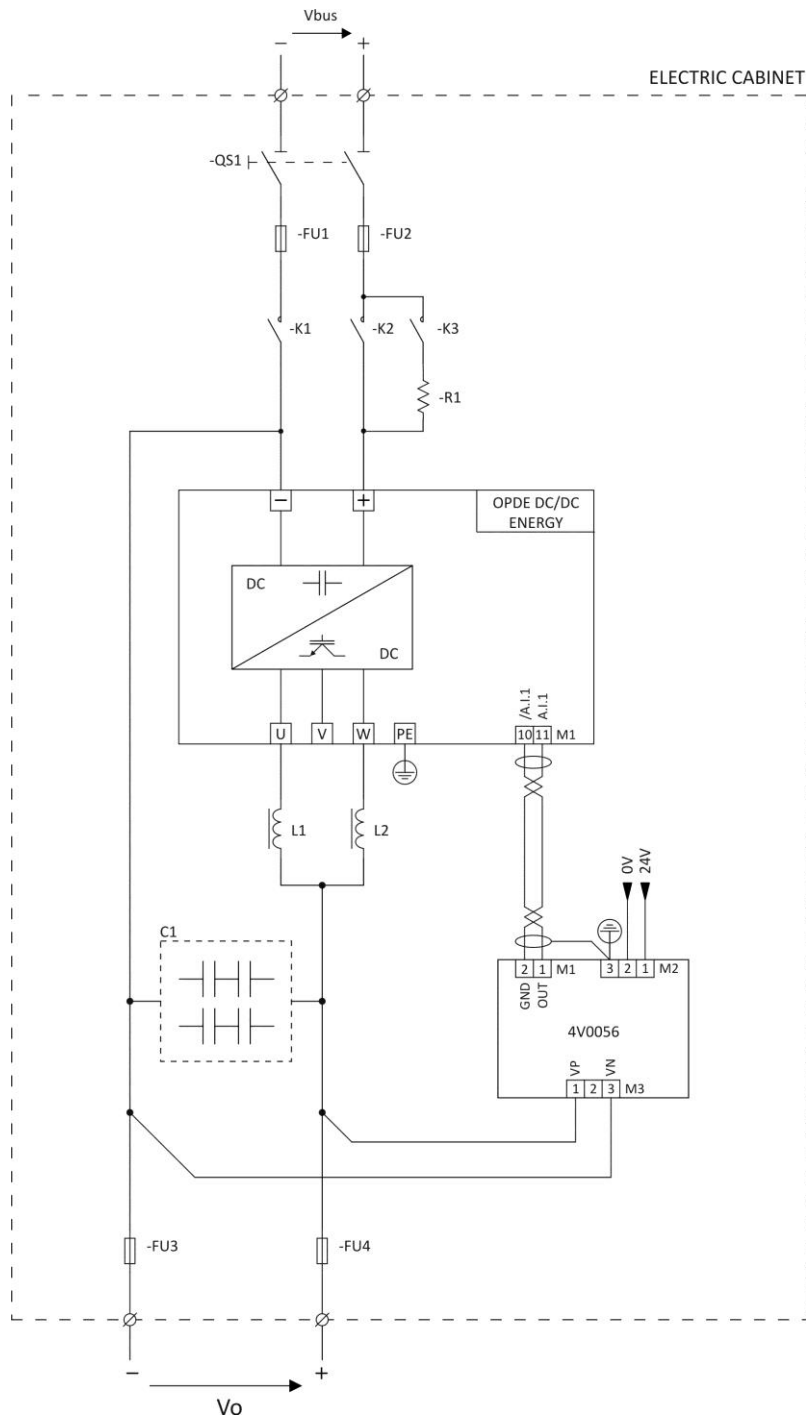 Vbus
− +
ELECTRIC CABINET
-QS1
-FU1 -FU2
-K1 -K2 -K3
-R1
− +
OPDE DC/DC
ENERGY
DC
DC
/A.I.1 A.I.1
U V W PE 10 11 M1
L1 L2
0V 24V
C1
2 1 M1 3 2 1 M2
GND OUT
4V0056
VP VN
1 2 3 M3
-FU3 -FU4
− +
Vo